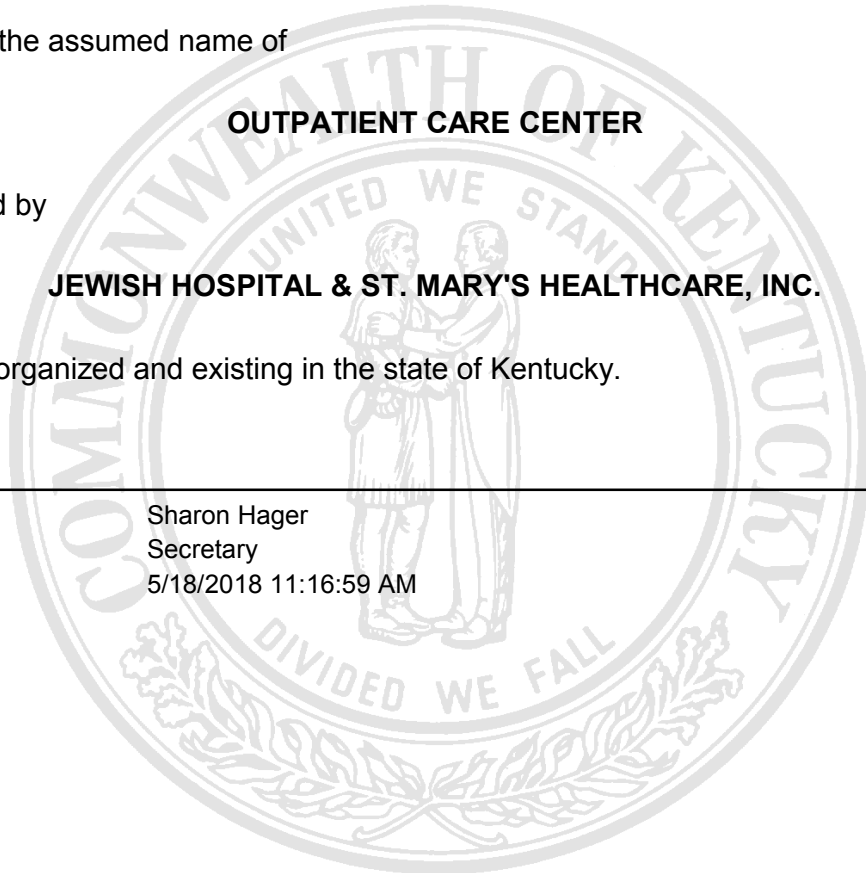 the assumed name of
OUTPATIENT CARE CENTER
d by
JEWISH HOSPITAL & ST. MARY'S HEALTHCARE, INC.
organized and existing in the state of Kentucky.
Sharon Hager
Secretary
5/18/2018 11:16:59 AM
COMMONWEALTH OF KENTUCKY
UNITED WE STAND
DIVIDED WE FALL